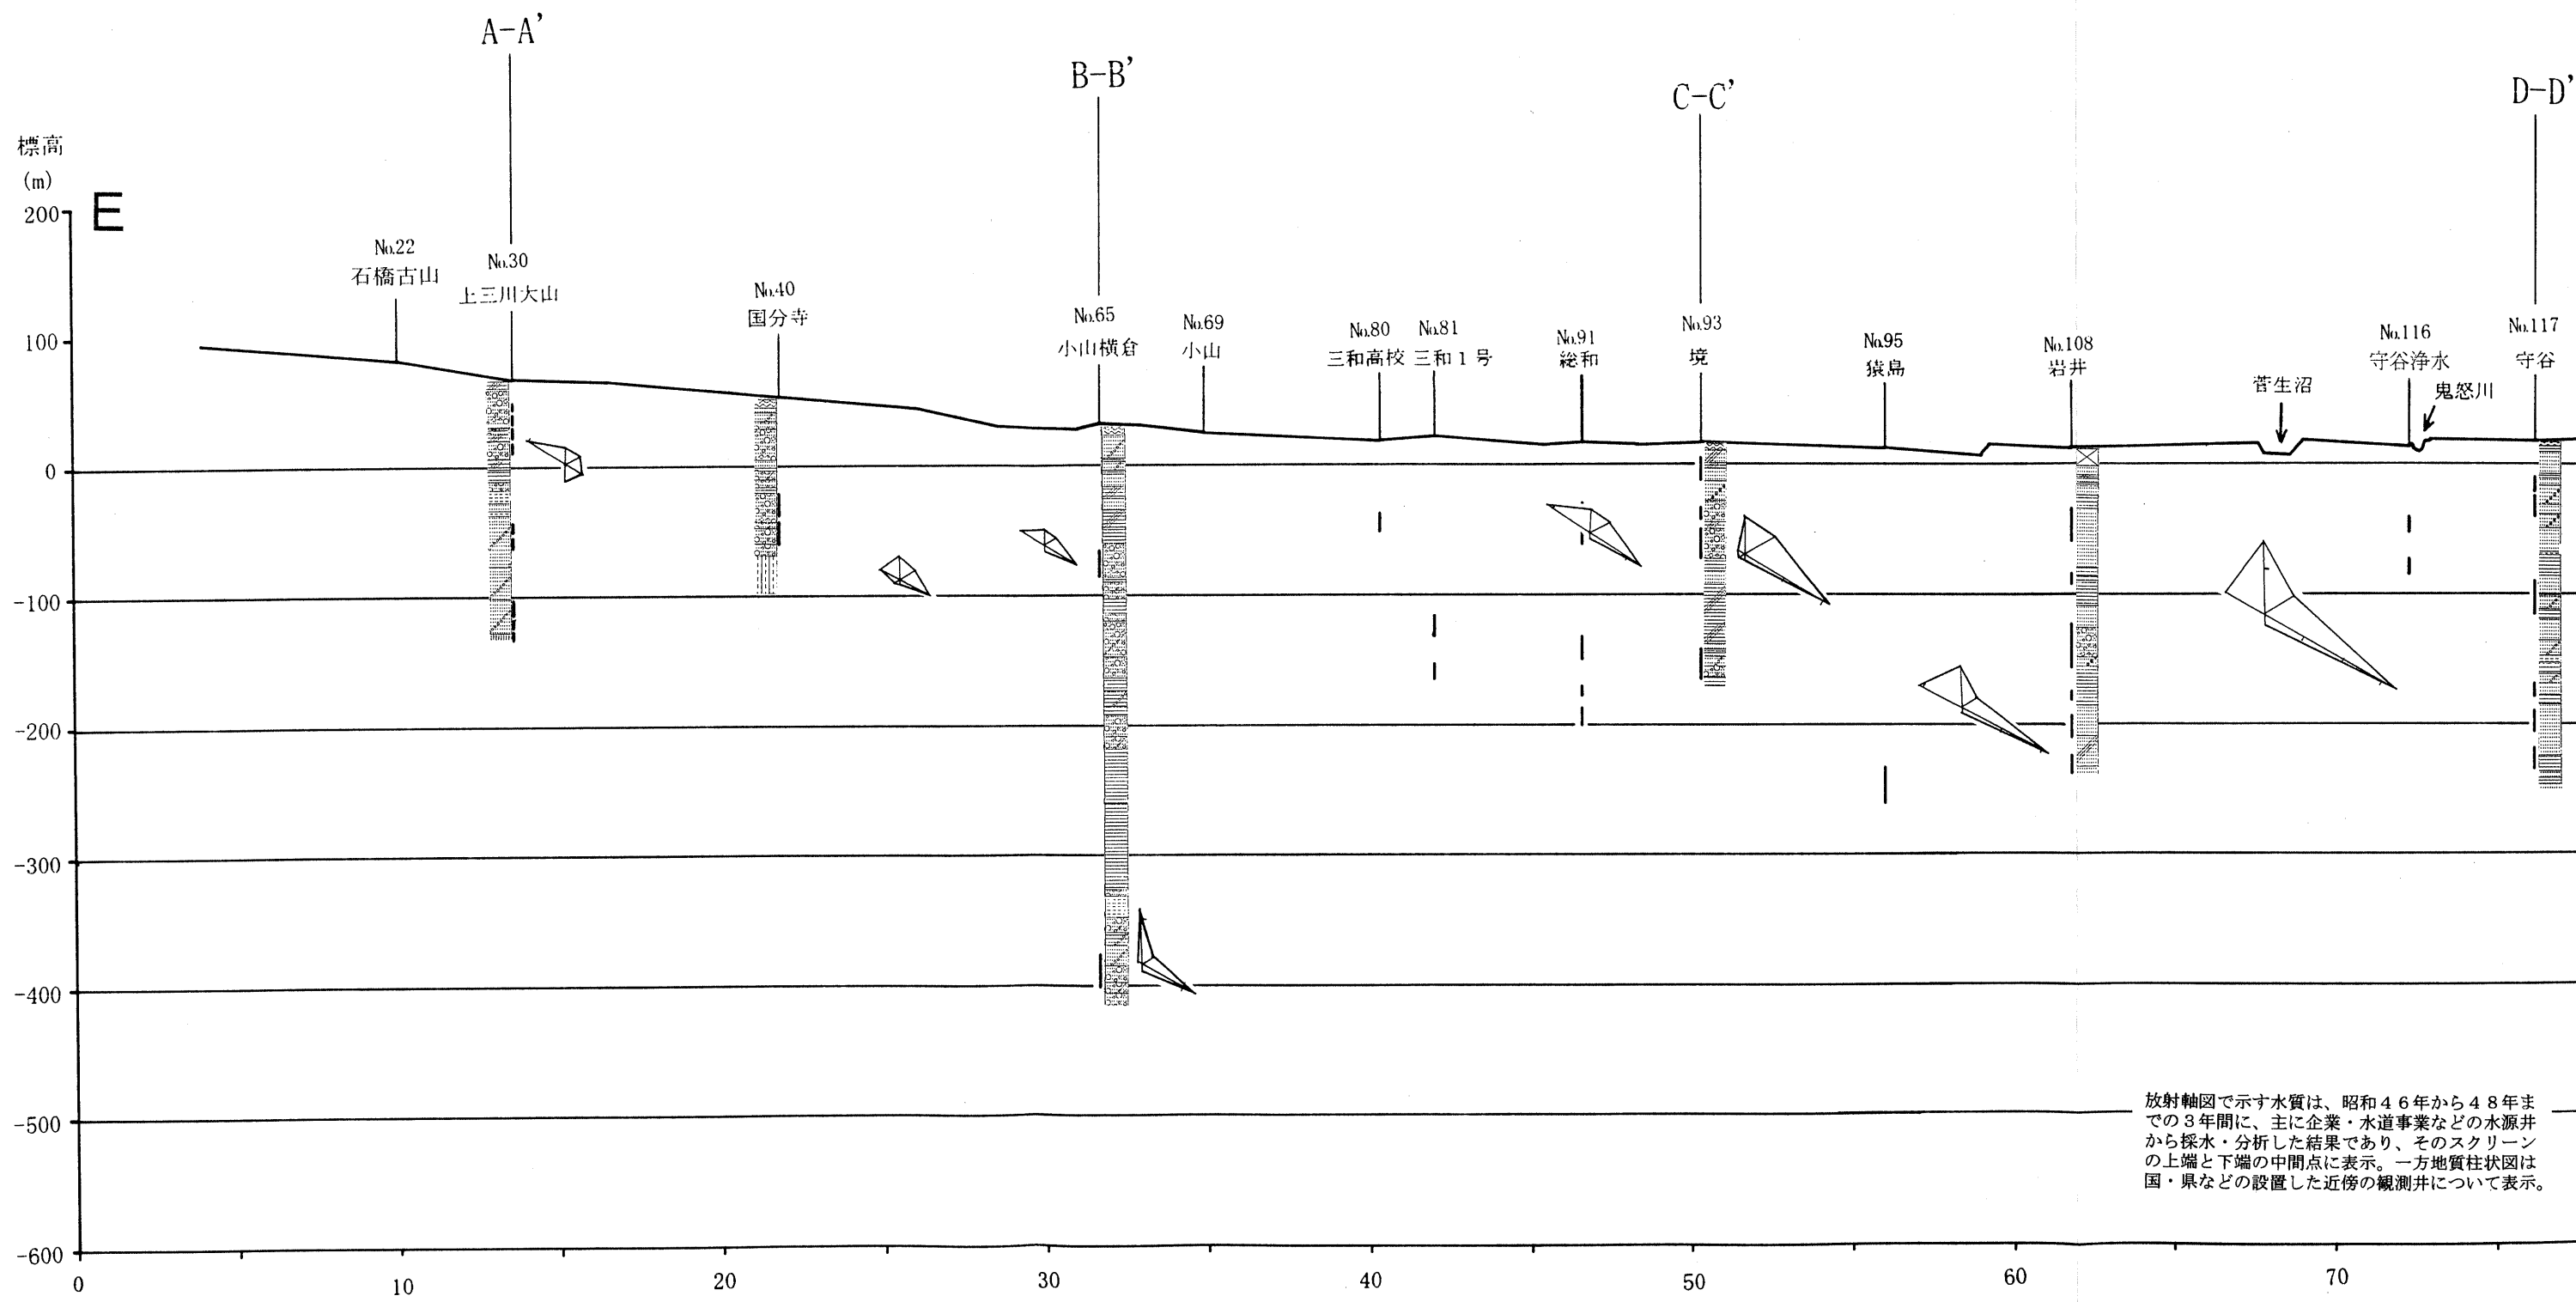 A-A'
B-B'
C-C'
D-D'
標高
(m)
E
200
100
0
-100
-200
-300
-400
-500
-600
No.22
石橋古山
No.30
上三川大山
No.40
国分寺
No.65
小山横倉
No.69
小山
No.80
三和高校
No.81
三和1号
No.91
総和
No.93
境
No.95
猿島
No.108
岩井
菅生沼
No.116
守谷浄水
鬼怒川
No.117
守谷
放射軸図で示す水質は、昭和46年から48年ま
での3年間に、主に企業・水道事業などの水源井
から採水・分析した結果であり、そのスクリーン
の上端と下端の中間点に表示。一方地質柱状図は
国・県などの設置した近傍の観測井について表示。
0
10
20
30
40
50
60
70